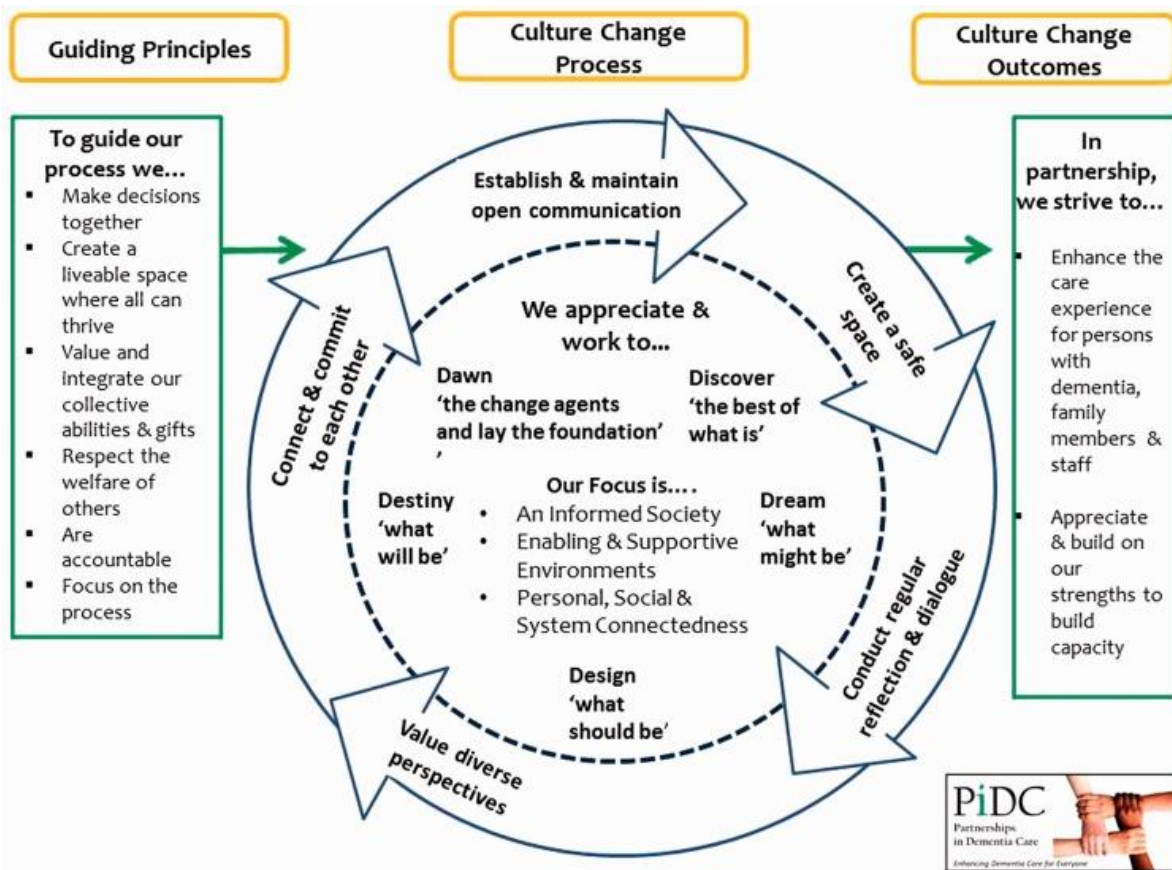 Guiding Principles
Culture Change
Process
Culture Change
Outcomes
To guide our
process we...
▪ Make decisions
together
▪ Create a
liveable space
where all can
thrive
▪ Value and
integrate our
collective
abilities & gifts
▪ Respect the
welfare of
others
▪ Are
accountable
▪ Focus on the
process
Establish & maintain
open communication
Create a safe
space
Conduct regular
reflection & dialogue
Value diverse
perspectives
Connect & commit
to each other
We appreciate &
work to...
Dawn
‘the change agents
and lay the foundation’
’
Discover
‘the best of
what is’
Dream
‘what
might be’
Design
‘what
should be’
Destiny
‘what
will be’
Our Focus is....
• An Informed Society
• Enabling & Supportive
Environments
• Personal, Social &
System Connectedness
In
partnership,
we strive to...
▪ Enhance the
care
experience
for persons
with
dementia,
family
members &
staff
▪ Appreciate
& build on
our
strengths to
build
capacity
PiDC
Partnerships
in Dementia Care
Enhancing Dementia Care for Everyone